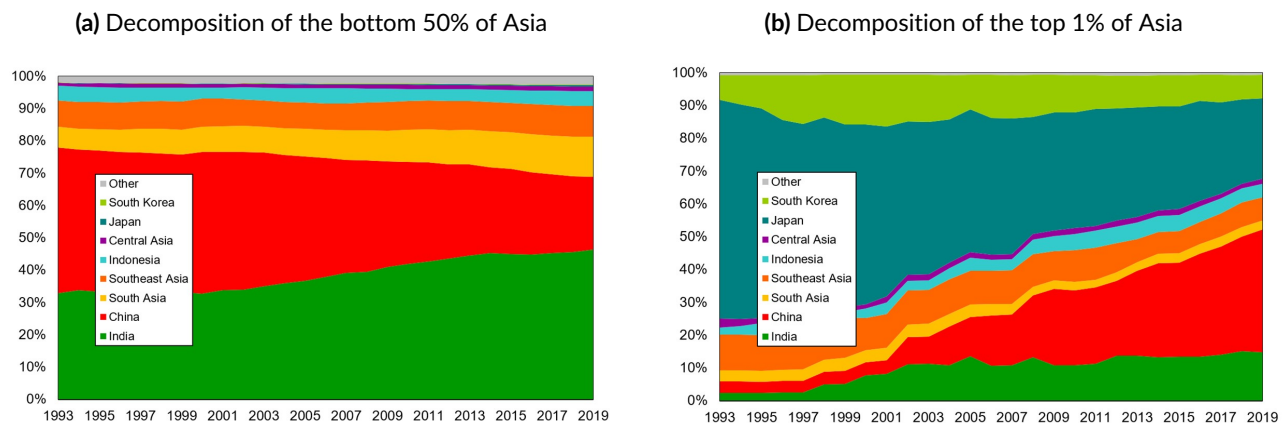 (a) Decomposition of the bottom 50% of Asia
100%
90%
80%
70%
60%
50%
40%
30%
20%
10%
0%
Other
South Korea
Japan
Central Asia
Indonesia
Southeast Asia
South Asia
China
India
1993 1995 1997 1999 2001 2003 2005 2007 2009 2011 2013 2015 2017 2019
(b) Decomposition of the top 1% of Asia
100%
90%
80%
70%
60%
50%
40%
30%
20%
10%
0%
Other
South Korea
Japan
Central Asia
Indonesia
Southeast Asia
South Asia
China
India
1993 1995 1997 1999 2001 2003 2005 2007 2009 2011 2013 2015 2017 2019